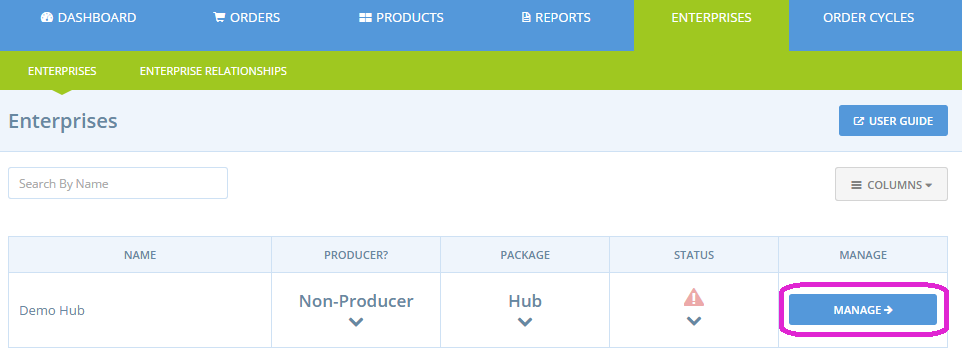 DASHBOARD ORDERS PRODUCTS REPORTS ENTERPRISES ORDER CYCLES
ENTERPRISES ENTERPRISE RELATIONSHIPS
Enterprises USER GUIDE
Search By Name COLUMNS
NAME PRODUCER? PACKAGE STATUS MANAGE
Demo Hub Non-Producer Hub MANAGE